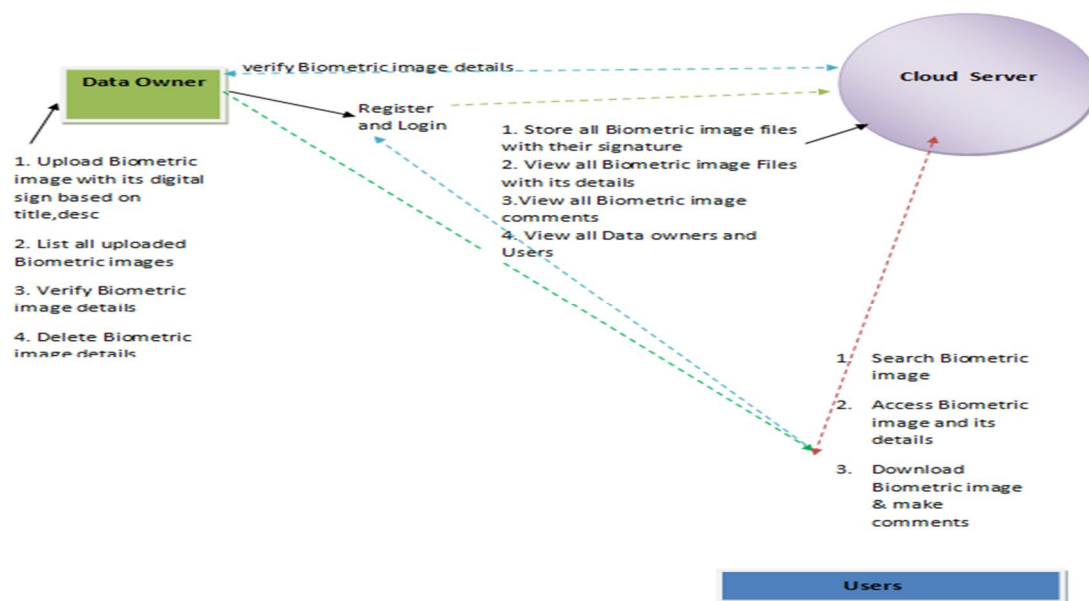 verify Biometric image details
Data Owner
Cloud Server
Register
and Login
1. Upload Biometric
image with its digital
sign based on
title,desc
2. List all uploaded
Biometric images
3. Verify Biometric
image details
4. Delete Biometric
image details
1. Store all Biometric image files
with their signature
2. View all Biometric image Files
with its details
3.View all Biometric image
comments
4. View all Data owners and
Users
1. Search Biometric
image
2. Access Biometric
image and its
details
3. Download
Biometric image
& make
comments
Users